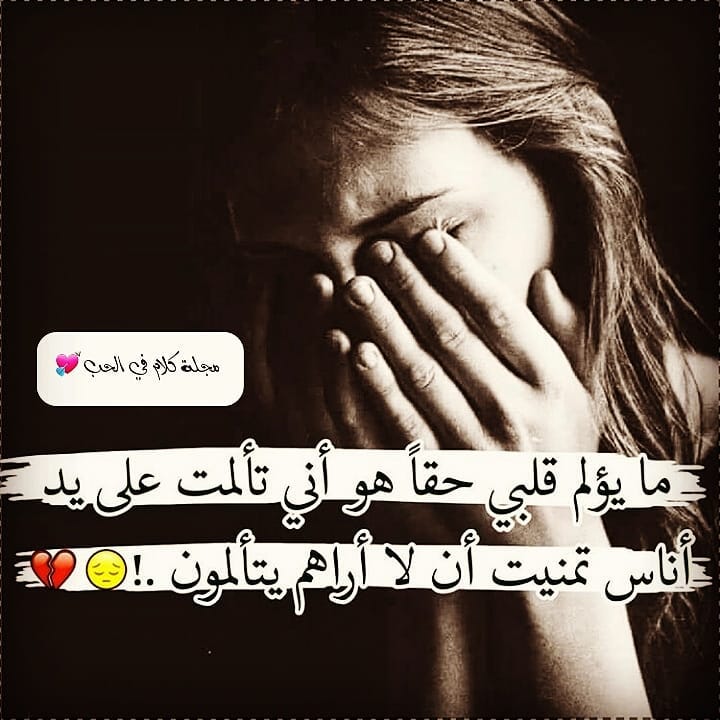 مجلة كلام في الحب 💘
ما يؤلم قلبي حقاً هو أني تألمت على يد
أناس تمنيت أن لا أراهم يتألمون .!😔💔